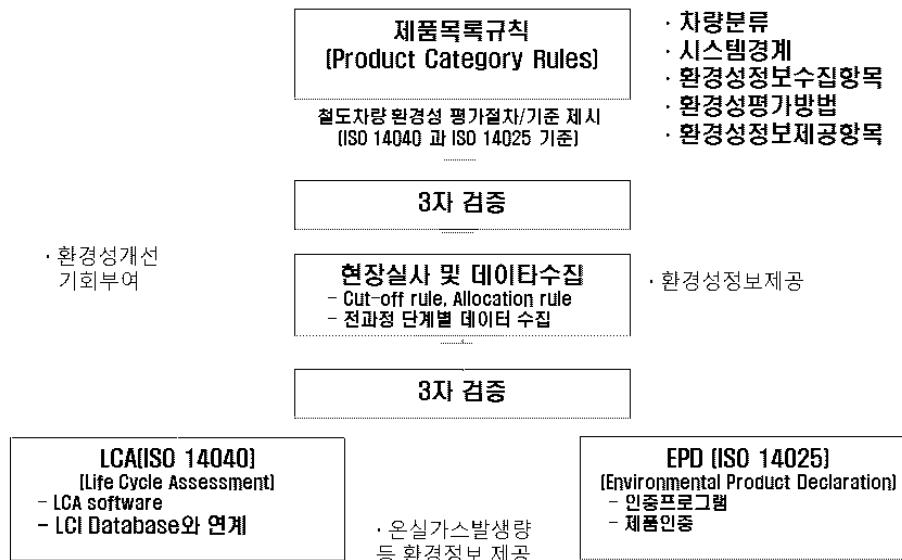 제품목록규칙
(Product Category Rules)
· 차량분류
· 시스템경계
· 환경성정보수집항목
· 환경성평가방법
· 환경성정보제공항목
철도차량 환경성 평가절차/기준 제시
(ISO 14040 과 ISO 14025 기준)
3자 검증
· 환경성개선
기회부여
현장실사 및 데이타수집
- Cut-off rule, Allocation rule
- 전과정 단계별 데이터 수집
· 환경성정보제공
3자 검증
LCA(ISO 14040)
(Life Cycle Assessment)
- LCA software
- LCI Database와 연계
· 온실가스발생량
등 환경정보 제공
EPD (ISO 14025)
(Environmental Product Declaration)
- 인증프로그램
- 제품인증